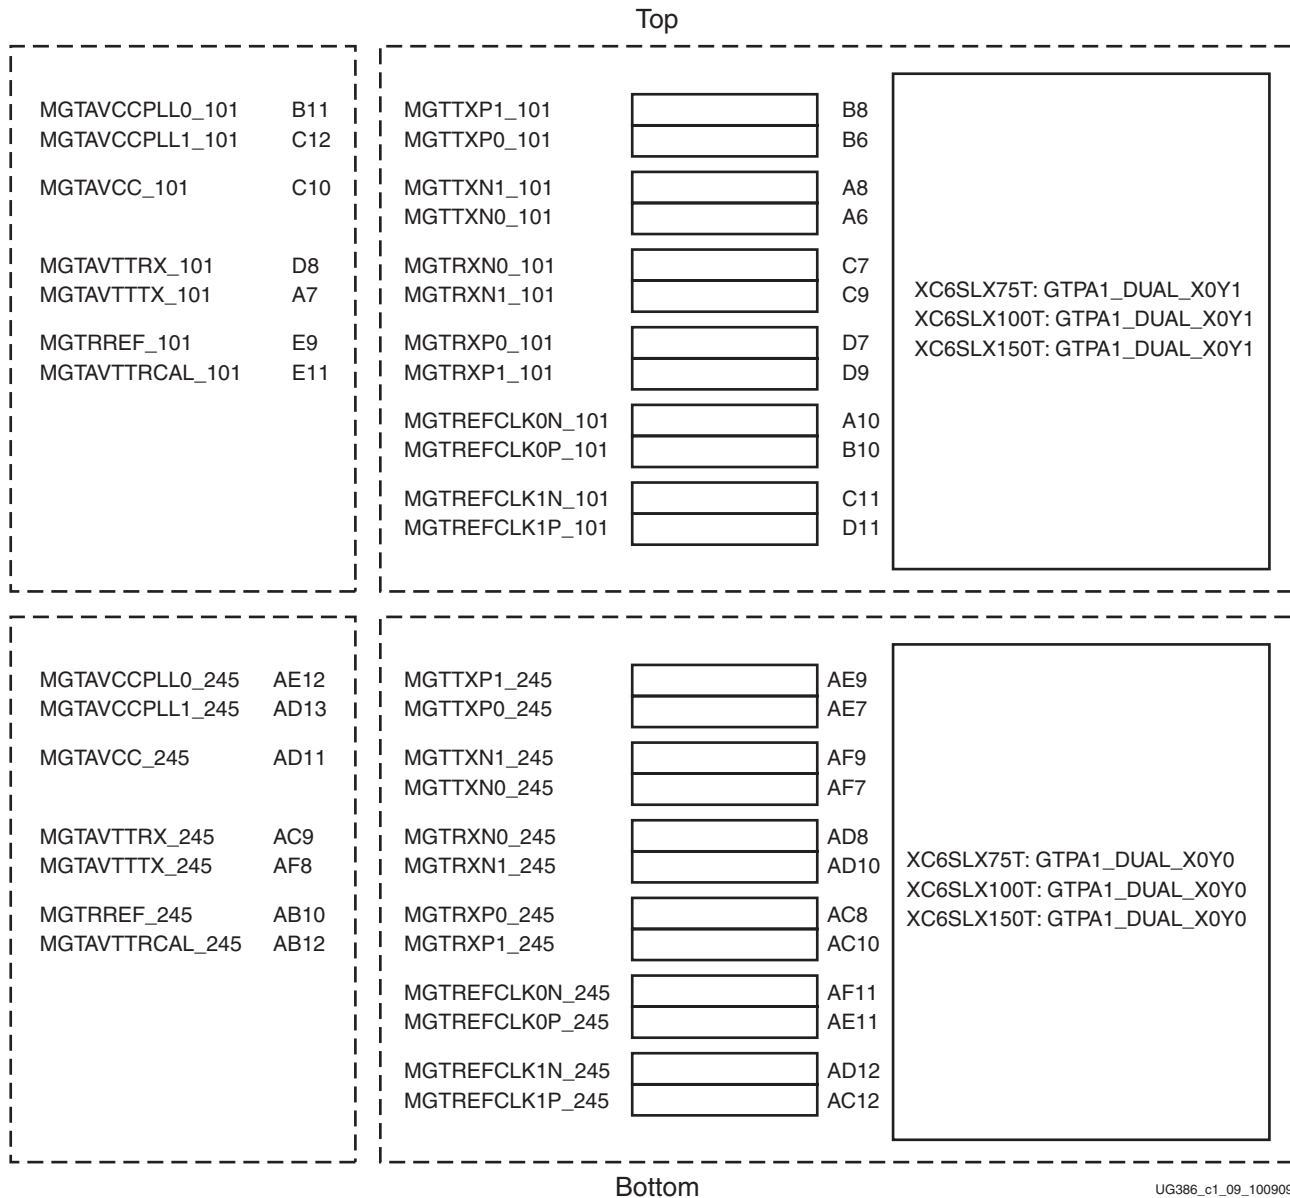 Top
MGTAVCCPLL0_101 B11
MGTAVCCPLL1_101 C12
MGTAVCC_101 C10
MGTAVTTRX_101 D8
MGTAVTTTX_101 A7
MGTRREF_101 E9
MGTAVTTRCAL_101 E11
MGTTXP1_101 B8
MGTTXP0_101 B6
MGTTXN1_101 A8
MGTTXN0_101 A6
MGTRXN0_101 C7
MGTRXN1_101 C9
MGTRXP0_101 D7
MGTRXP1_101 D9
MGTREFCLK0N_101 A10
MGTREFCLK0P_101 B10
MGTREFCLK1N_101 C11
MGTREFCLK1P_101 D11
XC6SLX75T: GTPA1_DUAL_X0Y1
XC6SLX100T: GTPA1_DUAL_X0Y1
XC6SLX150T: GTPA1_DUAL_X0Y1
MGTAVCCPLL0_245 AE12
MGTAVCCPLL1_245 AD13
MGTAVCC_245 AD11
MGTAVTTRX_245 AC9
MGTAVTTTX_245 AF8
MGTRREF_245 AB10
MGTAVTTRCAL_245 AB12
MGTTXP1_245 AE9
MGTTXP0_245 AE7
MGTTXN1_245 AF9
MGTTXN0_245 AF7
MGTRXN0_245 AD8
MGTRXN1_245 AD10
MGTRXP0_245 AC8
MGTRXP1_245 AC10
MGTREFCLK0N_245 AF11
MGTREFCLK0P_245 AE11
MGTREFCLK1N_245 AD12
MGTREFCLK1P_245 AC12
XC6SLX75T: GTPA1_DUAL_X0Y0
XC6SLX100T: GTPA1_DUAL_X0Y0
XC6SLX150T: GTPA1_DUAL_X0Y0
Bottom
UG386_c1_09_100909